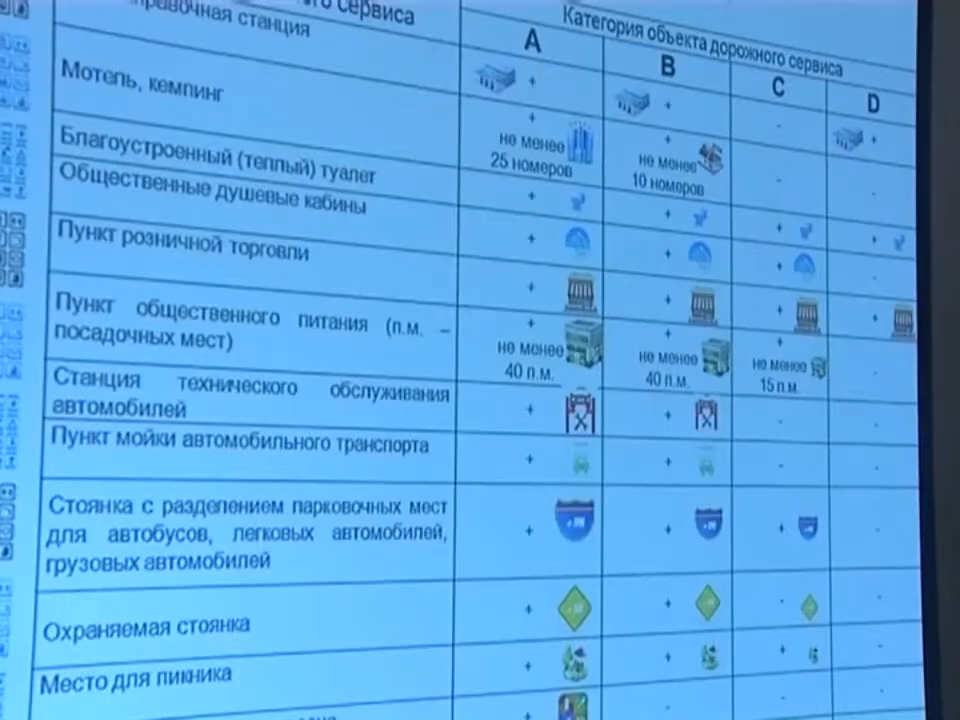 сервиса
Категория объекта дорожного сервиса
A B C D
станция + + - +
Мотель, кемпинг + + - -
не менее не менее
25 номеров 10 номеров
Благоустроенный (теплый) туалет + + + +
Общественные душевые кабины + + + -
Пункт розничной торговли + + + +
Пункт общественного питания (п.м. – + + + -
посадочных мест) не менее не менее не менее
40 п.м. 40 п.м. 15 п.м.
Станция технического обслуживания + + - -
автомобилей
Пункт мойки автомобильного транспорта + + - -
Стоянка с разделением парковочных мест
для автобусов, легковых автомобилей, + + + -
грузовых автомобилей
Охраняемая стоянка + + - -
Место для пикника + + + -
+ - - -